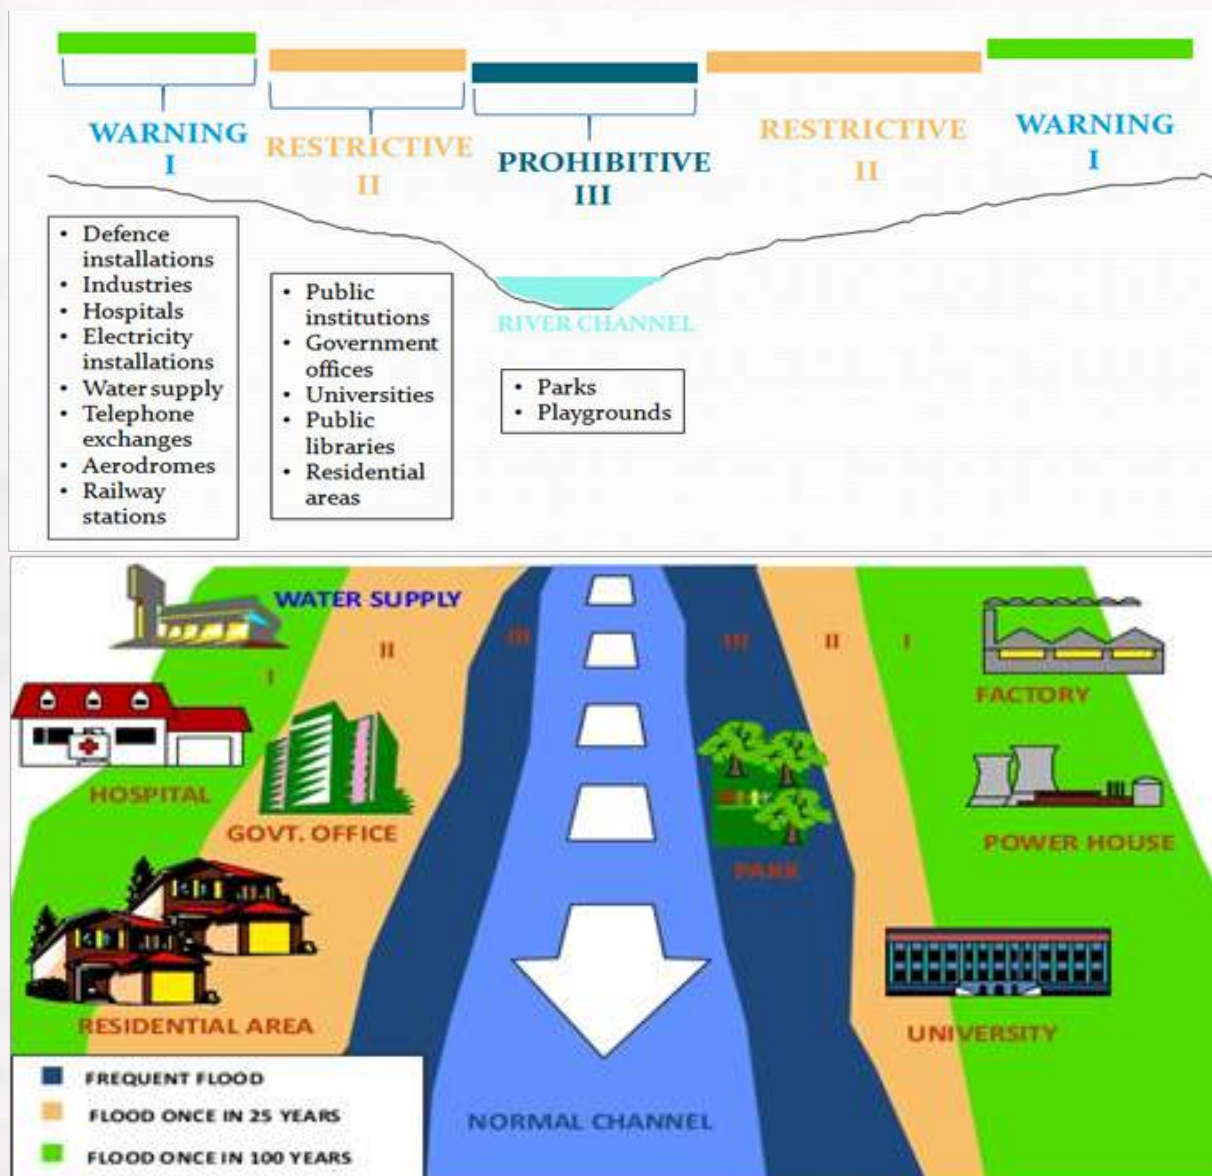 WARNING
I
RESTRICTIVE
II
PROHIBITIVE
III
RESTRICTIVE
II
WARNING
I
• Defence
installations
• Industries
• Hospitals
• Electricity
installations
• Water supply
• Telephone
exchanges
• Aerodromes
• Railway
stations
• Public
institutions
• Government
offices
• Universities
• Public
libraries
• Residential
areas
RIVER CHANNEL
• Parks
• Playgrounds
WATER SUPPLY
I
II
III
III
II
I
FACTORY
HOSPITAL
GOVT. OFFICE
PARK
POWER HOUSE
RESIDENTIAL AREA
UNIVERSITY
NORMAL CHANNEL
FREQUENT FLOOD
FLOOD ONCE IN 25 YEARS
FLOOD ONCE IN 100 YEARS